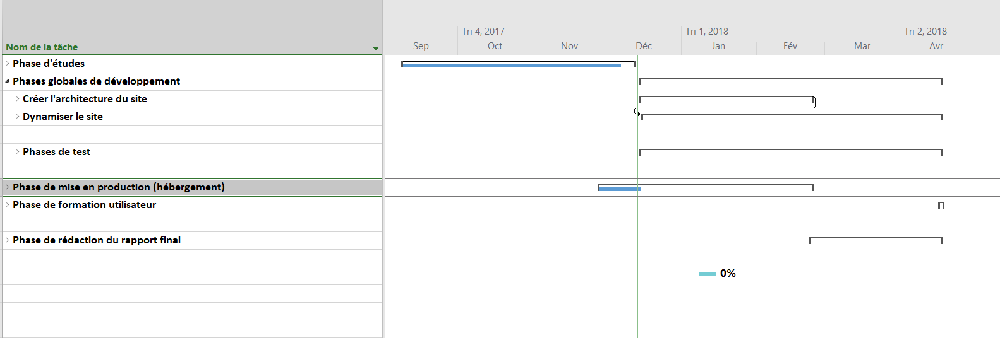 Tri 4, 2017 Tri 1, 2018 Tri 2, 2018
Nom de la tâche Sep Oct Nov Déc Jan Fév Mar Avr
Phase d'études
Phases globales de développement
Créer l'architecture du site
Dynamiser le site
Phases de test
Phase de mise en production (hébergement)
Phase de formation utilisateur
Phase de rédaction du rapport final
0%